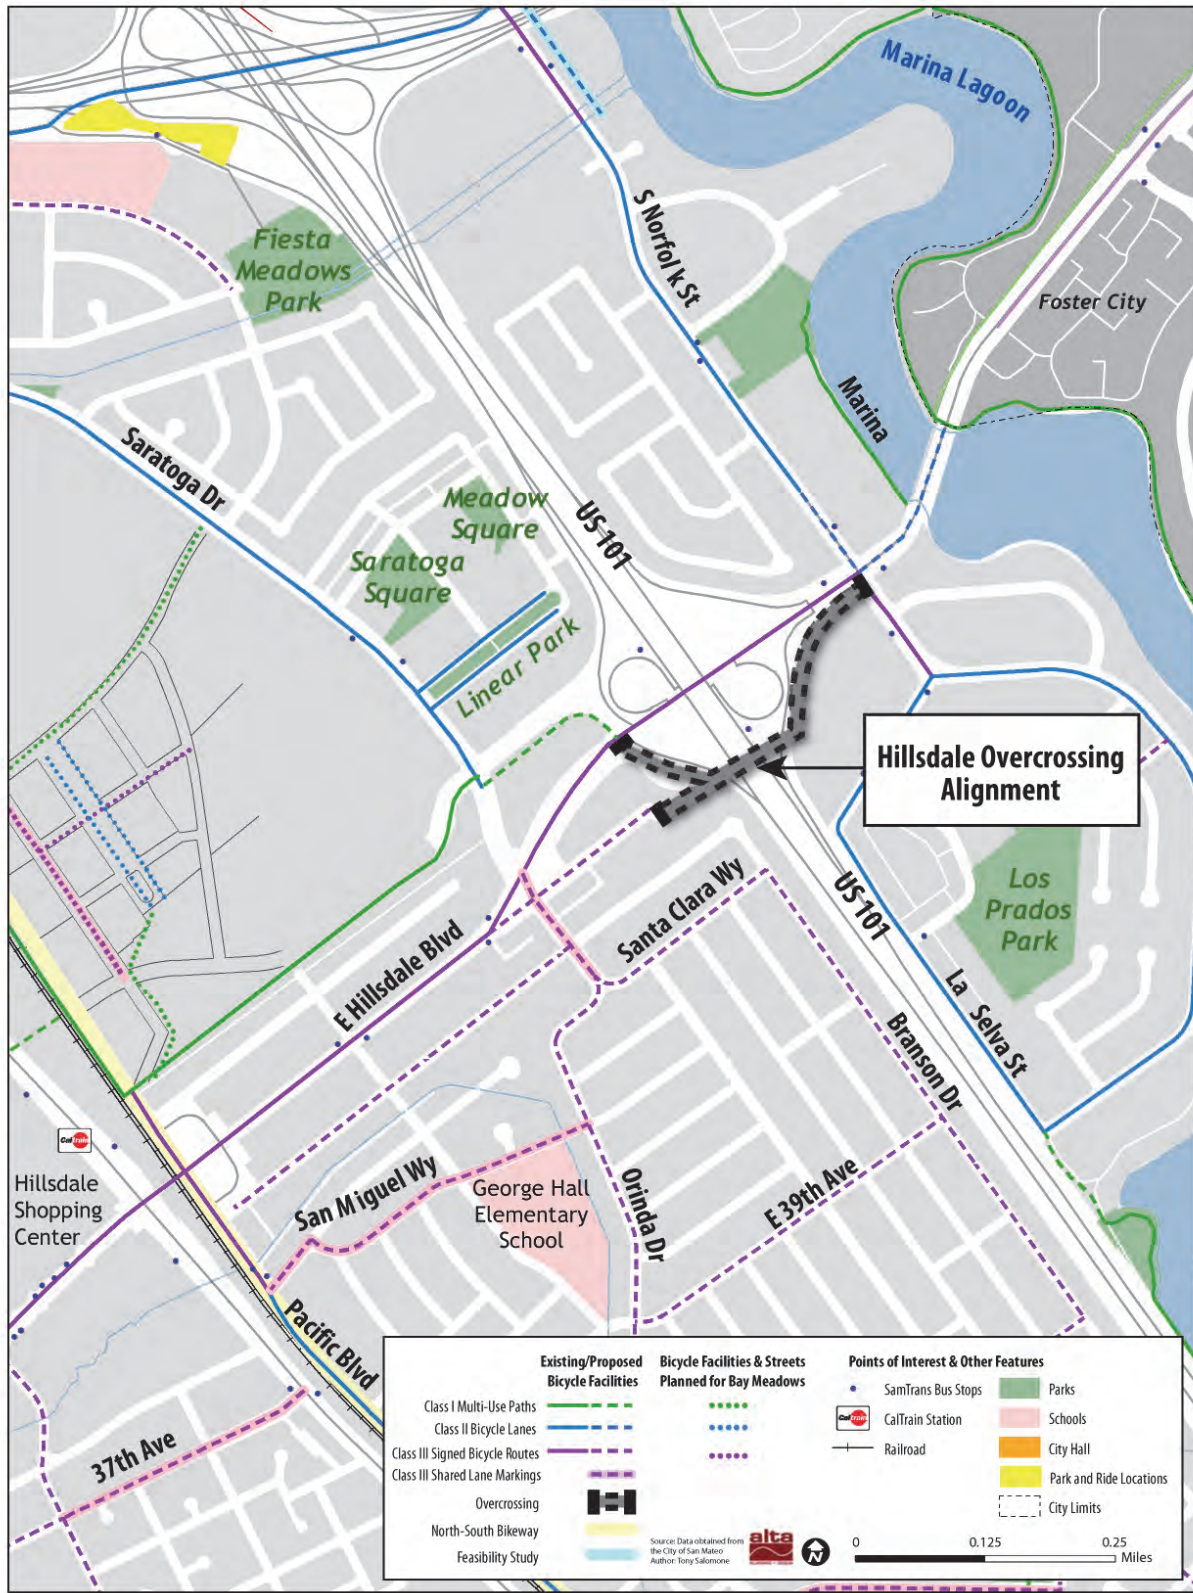 Marina Lagoon
S Norfolk St
Fiesta
Meadows
Park
Foster City
Marina
Saratoga Dr
Meadow
Square
US 101
Saratoga
Square
Linear Park
Hillsdale Overcrossing
Alignment
Santa Clara Wy
US 101
Los
Prados
Park
E Hillsdale Blvd
La Selva St
Branson Dr
CalTrain
Hillsdale
Shopping
Center
San Miguel Wy
George Hall
Elementary
School
Orinda Dr
E 39th Ave
Pacific Blvd
37th Ave
Existing/Proposed
Bicycle Facilities
Bicycle Facilities & Streets
Planned for Bay Meadows
Points of Interest & Other Features
Class I Multi-Use Paths
Class II Bicycle Lanes
Class III Signed Bicycle Routes
Class III Shared Lane Markings
Overcrossing
North-South Bikeway
Feasibility Study
SamTrans Bus Stops
CalTrain
CalTrain Station
Railroad
Parks
Schools
City Hall
Park and Ride Locations
City Limits
Source: Data obtained from
the City of San Mateo
Author: Tony Salomone
alta
N
0 0.125 0.25
Miles